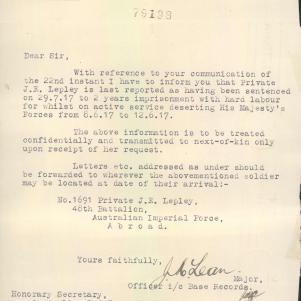 79193
Dear Sir,
With reference to your communication of
the 22nd instant I have to inform you that Private
J.R. Lepley is last reported as having been sentenced
on 29.7.17 to 2 years imprisonment with hard labour
for whilst on active service deserting His Majesty's
Forces from 6.6.17 to 12.6.17.
The above information is to be treated
confidentially and transmitted to next-of-kin only
upon receipt of her request.
Letters etc. addressed as under should
be forwarded to wherever the abovementioned soldier
may be located at date of their arrival:-
No.1691 Private J.R. Lepley,
48th Battalion,
Australian Imperial Force,
Abroad.
Yours faithfully,
J McLean
Major,
Officer i/c Base Records.
Honorary Secretary,